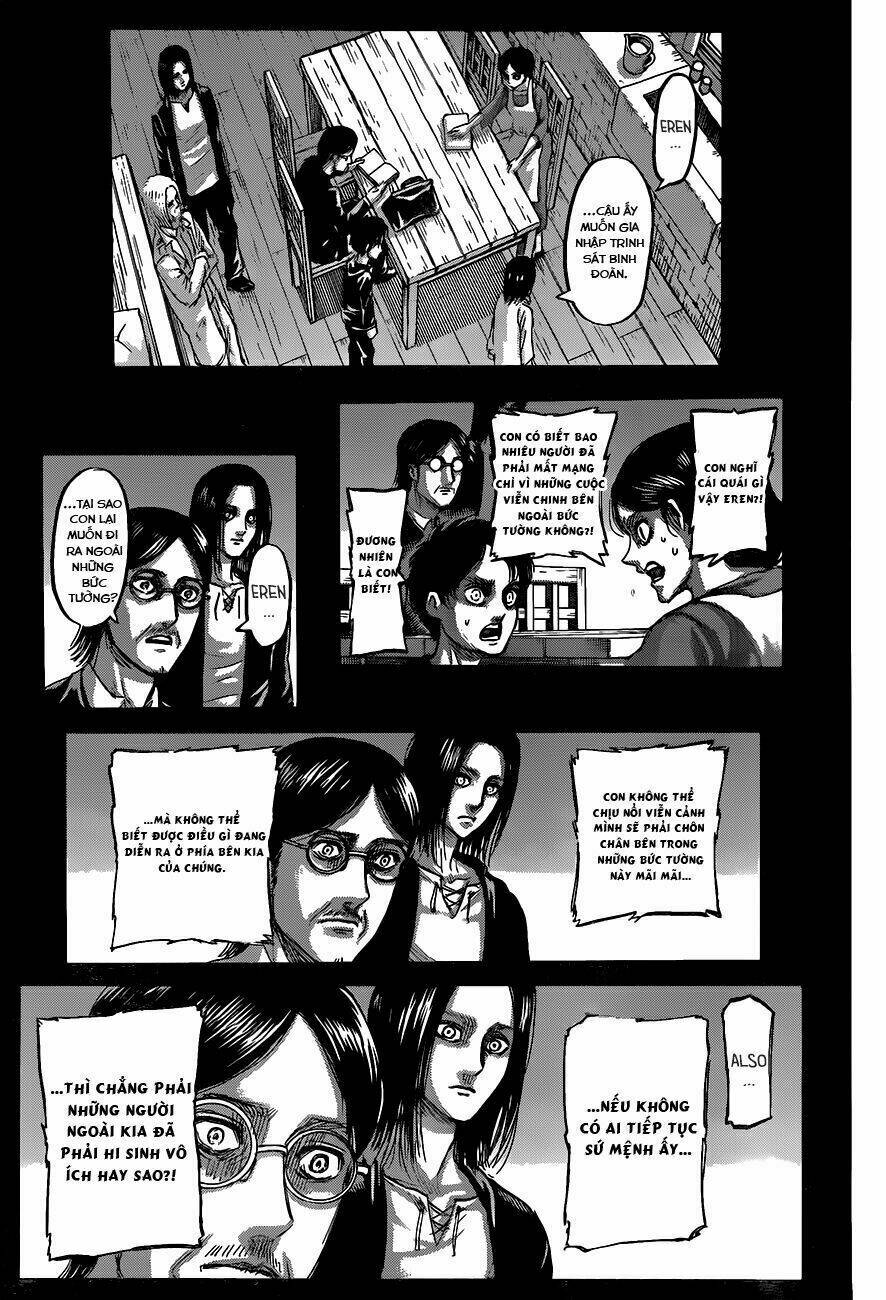 EREN
...
...CẬU ẤY
MUỐN GIA
NHẬP TRINH
SÁT BINH
ĐOÀN.
CON NGHĨ
CÁI QUÁI GÌ
VẬY EREN?!
CON CÓ BIẾT BAO
NHIÊU NGƯỜI ĐÃ
PHẢI MẤT MẠNG
CHỈ VÌ NHỮNG CUỘC
VIỄN CHINH BÊN
NGOÀI BỨC
TƯỜNG KHÔNG?!
ĐƯƠNG
NHIÊN
LÀ CON
BIẾT!
EREN
...
...TẠI SAO
CON LẠI
MUỐN ĐI
RA NGOÀI
NHỮNG
BỨC
TƯỜNG?
CON KHÔNG THỂ
CHỊU NỔI VIỄN CẢNH
MÌNH SẼ PHẢI CHÔN
CHÂN BÊN TRONG
NHỮNG BỨC TƯỜNG
NÀY MÃI MÃI...
...MÀ KHÔNG THỂ
BIẾT ĐƯỢC ĐIỀU GÌ ĐANG
DIỄN RA Ở PHÍA BÊN KIA
CỦA CHÚNG.
ALSO
...
...NẾU KHÔNG
CÓ AI TIẾP TỤC
SỨ MỆNH ẤY...
...THÌ CHẲNG PHẢI
NHỮNG NGƯỜI
NGOÀI KIA ĐÃ
PHẢI HI SINH VÔ
ÍCH HAY SAO?!